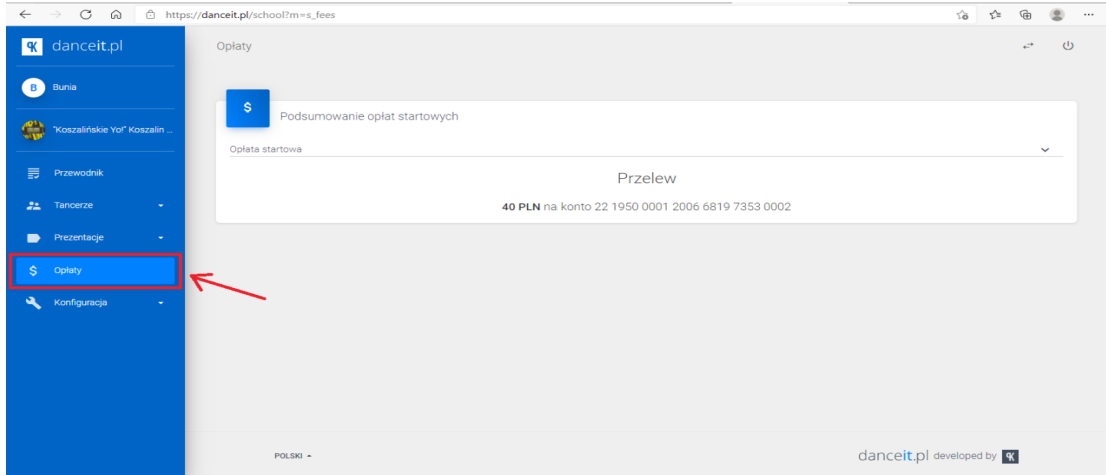 https://danceit.pl/school?m=s_fees
danceit.pl
Opłaty
B Bunia
"Koszalińskie Yo!" Koszalin ...
$
Podsumowanie opłat startowych
Opłata startowa
Przelew
40 PLN na konto 22 1950 0001 2006 6819 7353 0002
Przewodnik
Tancerze
Prezentacje
$ Opłaty
Konfiguracja
POLSKI
danceit.pl developed by